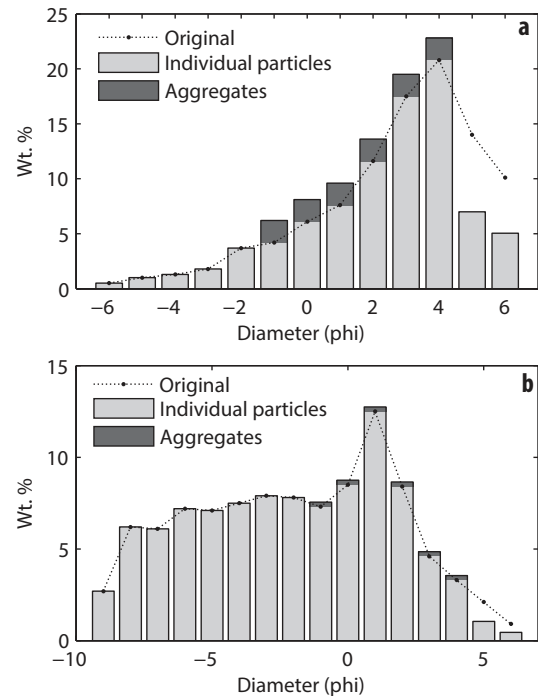 25
20
15
10
5
0
Wt. %
a
Original
Individual particles
Aggregates
−6 −4 −2 0 2 4 6
Diameter (phi)
15
10
5
0
Wt. %
b
Original
Individual particles
Aggregates
−10 −5 0 5
Diameter (phi)